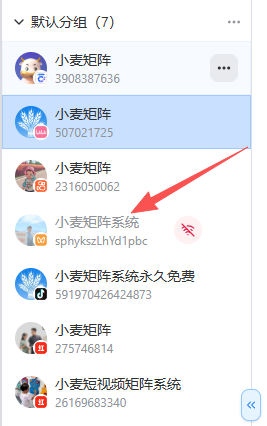 默认分组（7）
小麦矩阵
3908387636
小麦矩阵
507021725
小麦矩阵
2316050062
小麦矩阵系统
sphykszLhYd1pbc
小麦矩阵系统永久免费
591970426424873
小麦矩阵
275746814
小麦短视频矩阵系统
26169683340